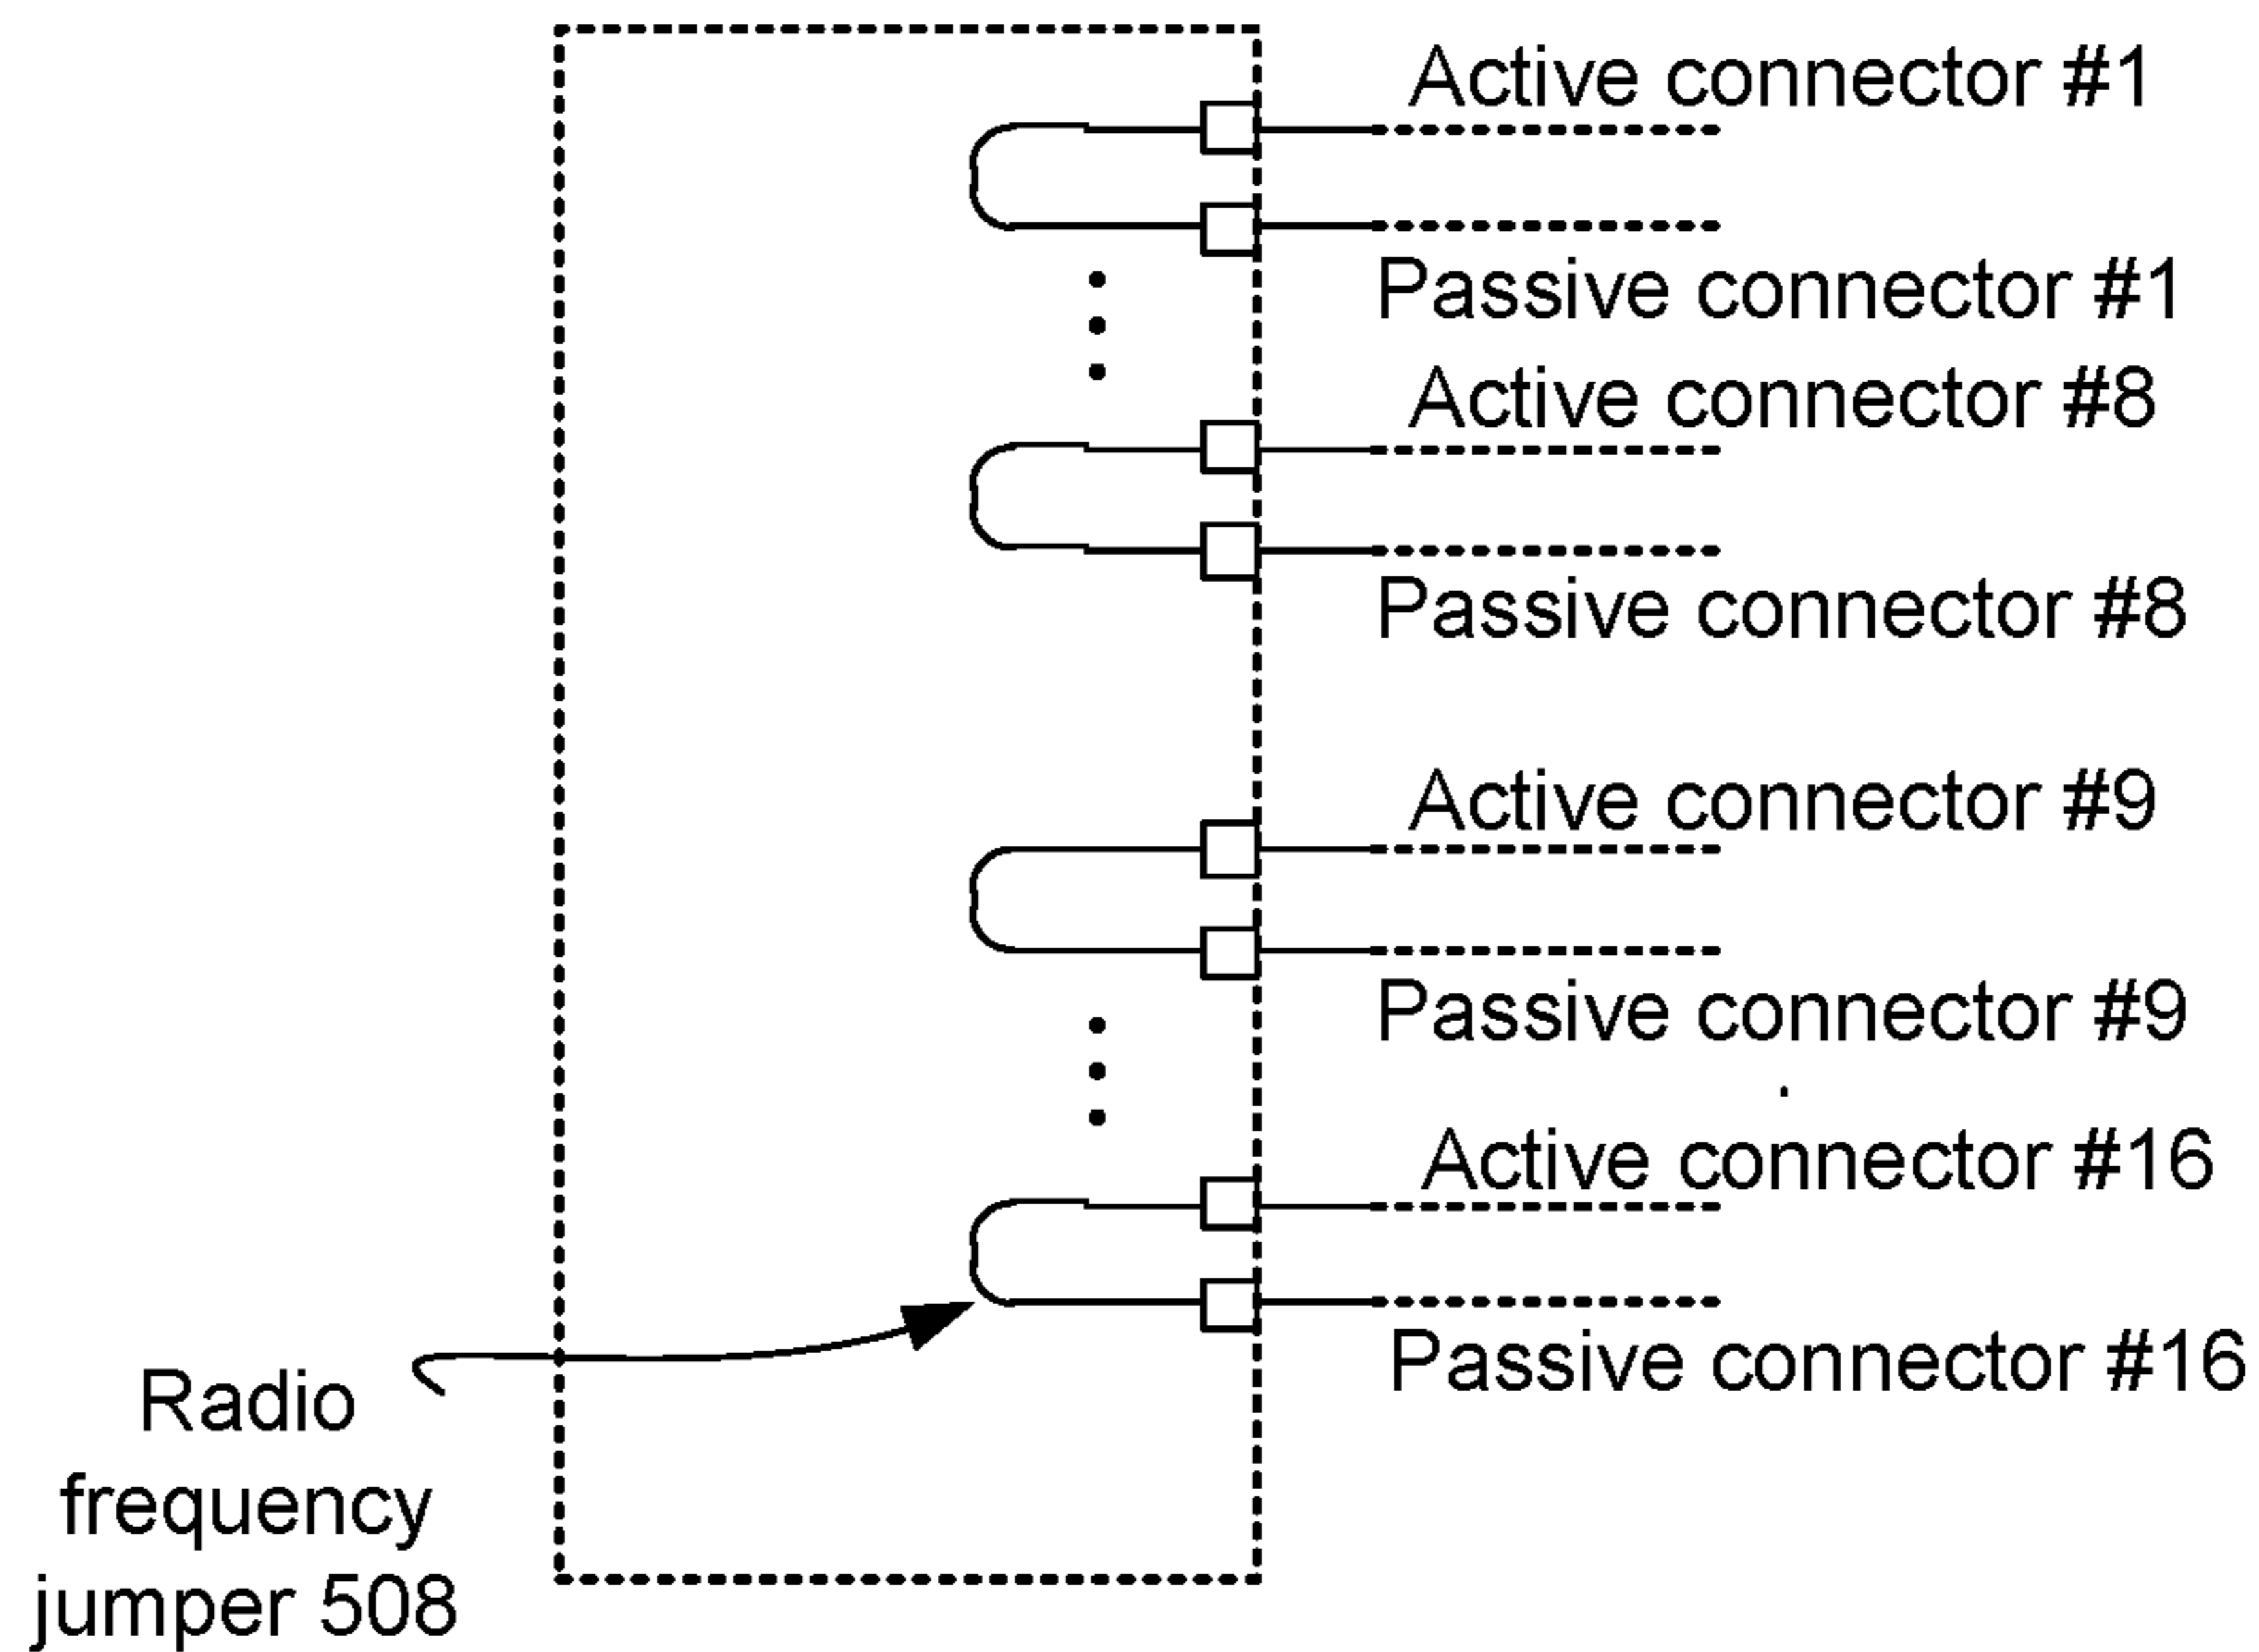 Active connector #1
Passive connector #1
Active connector #8
Passive connector #8
Active connector #9
Passive connector #9
Active connector #16
Passive connector #16
Radio
frequency
jumper 508